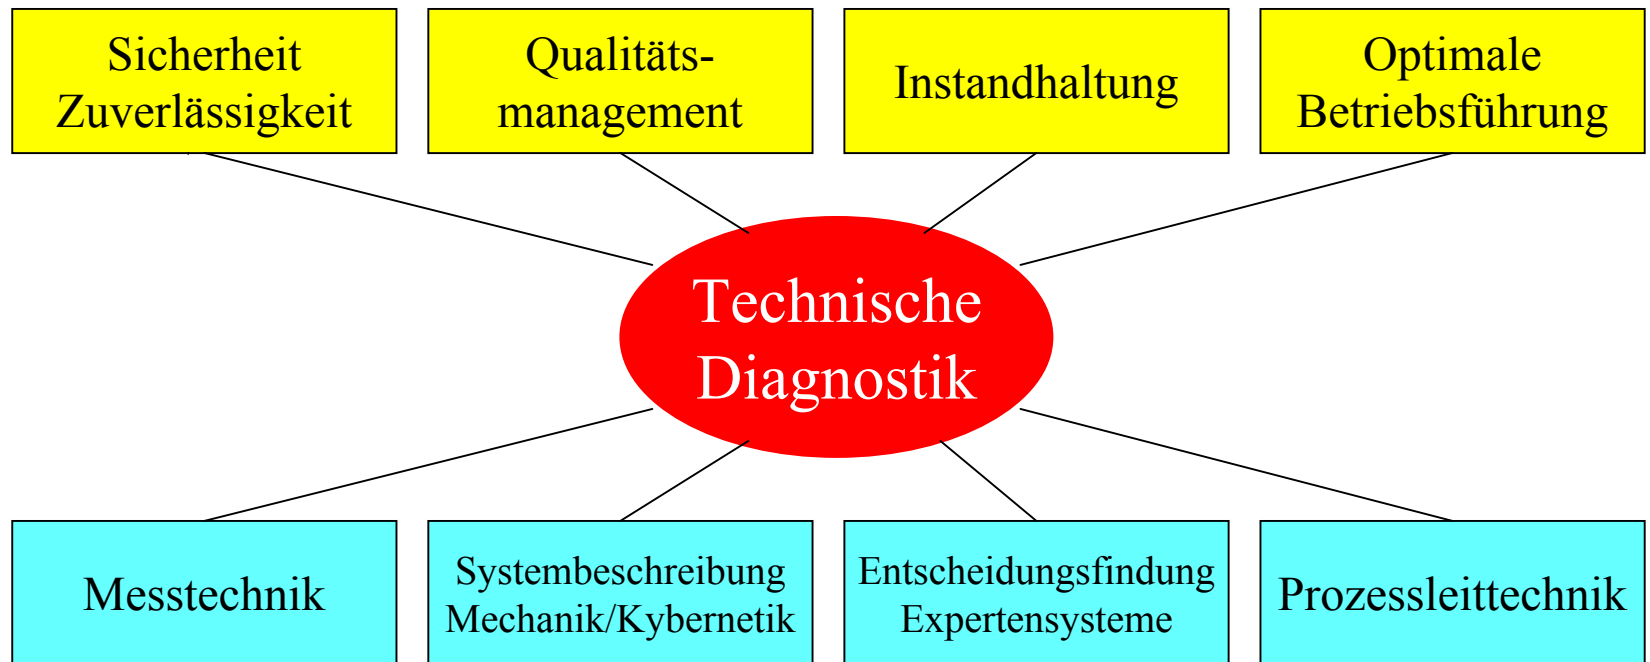 Sicherheit
Zuverlässigkeit
Qualitäts-
management
Instandhaltung
Optimale
Betriebsführung
Technische
Diagnostik
Messtechnik
Systembeschreibung
Mechanik/Kybernetik
Entscheidungsfindung
Expertensysteme
Prozessleittechnik